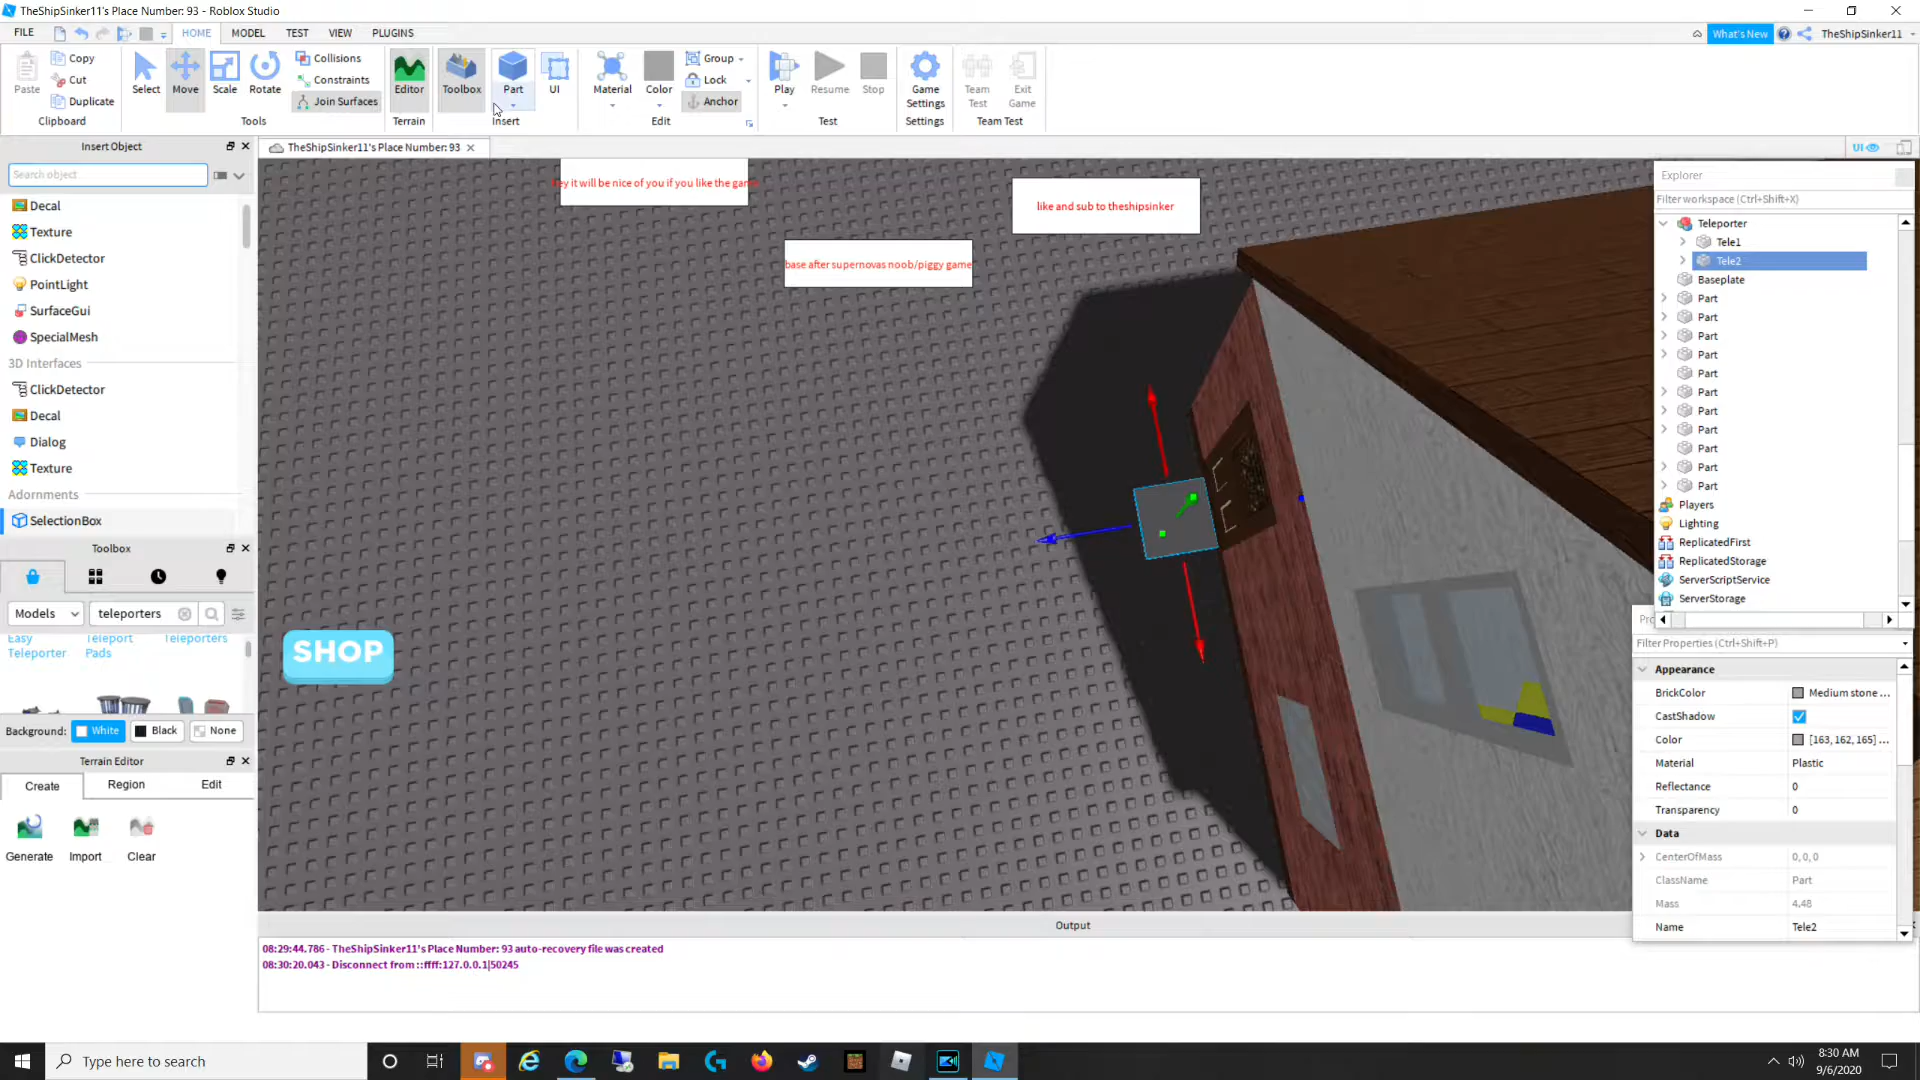 TheShipSinker11's Place Number: 93 - Roblox Studio
FILE
HOME
MODEL
TEST
VIEW
PLUGINS
What's New
TheShipSinker11
Paste
Copy
Cut
Duplicate
Clipboard
Select
Move
Scale
Rotate
Collisions
Constraints
Join Surfaces
Tools
Editor
Terrain
Toolbox
Part
UI
Insert
Material
Color
Group
Lock
Anchor
Edit
Play
Resume
Stop
Test
Game
Settings
Settings
Team
Test
Exit
Game
Team Test
Insert Object
Search object
Decal
Texture
ClickDetector
PointLight
SurfaceGui
SpecialMesh
3D Interfaces
ClickDetector
Decal
Dialog
Texture
Adornments
SelectionBox
Toolbox
Models
teleporters
Easy
Teleporter
Teleport
Pads
Teleporters
Background:
White
Black
None
Terrain Editor
Create
Region
Edit
Generate
Import
Clear
TheShipSinker11's Place Number: 93
UI
ey it will be nice of you if you like the gam
like and sub to theshipsinker
base after supernovas noob/piggy game
SHOP
Explorer
Filter workspace (Ctrl+Shift+X)
Teleporter
Tele1
Tele2
Baseplate
Part
Part
Part
Part
Part
Part
Part
Part
Part
Part
Part
Players
Lighting
ReplicatedFirst
ReplicatedStorage
ServerScriptService
ServerStorage
Filter Properties (Ctrl+Shift+P)
Appearance
BrickColor Medium stone ...
CastShadow
Color [163, 162, 165] ...
Material Plastic
Reflectance 0
Transparency 0
Data
CenterOfMass 0, 0, 0
ClassName Part
Mass 4.48
Name Tele2
Output
08:29:44.786 - TheShipSinker11's Place Number: 93 auto-recovery file was created
08:30:20.043 - Disconnect from ::ffff:127.0.0.1|50245
Type here to search
8:30 AM
9/6/2020